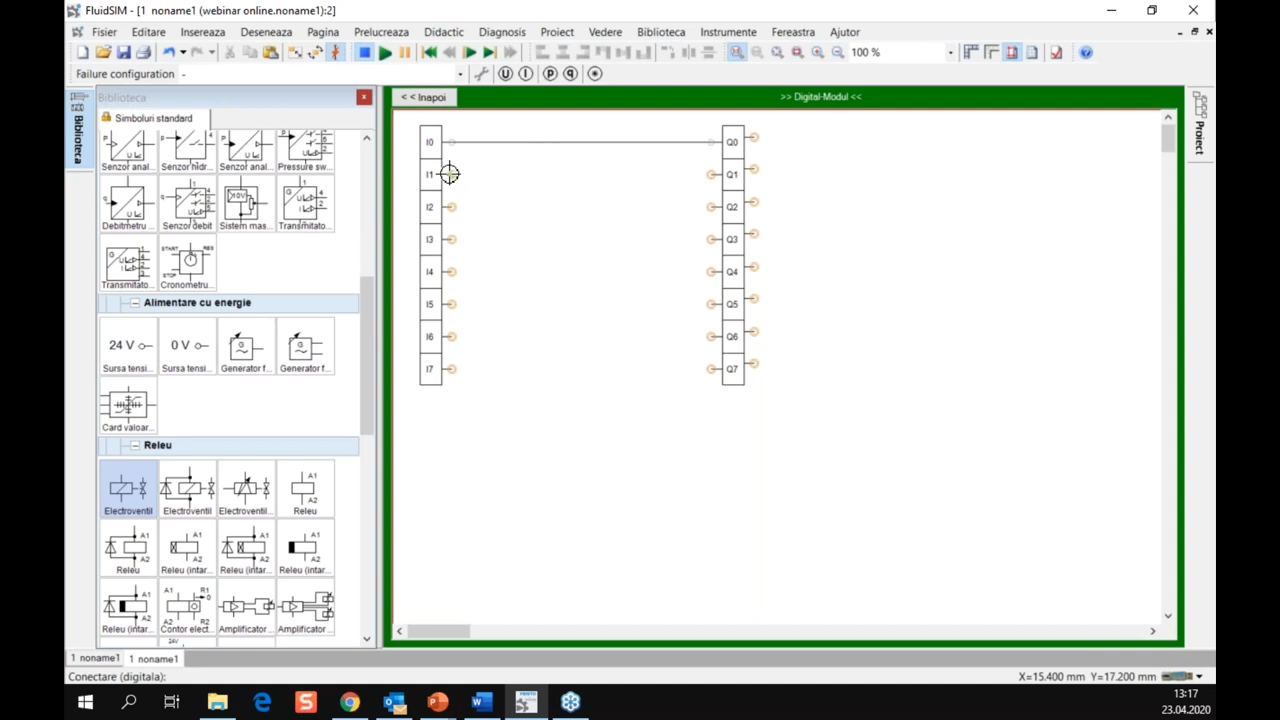 FluidSIM - [1 noname1 (webinar online.noname1):2]
Fisier Editare Insereaza Deseneaza Pagina Prelucreaza Didactic Diagnosis Proiect Vedere Biblioteca Instrumente Fereastra Ajutor
100 %
Failure configuration -
Biblioteca
Biblioteca
Proiect
Simboluri standard
< < Inapoi
>> Digital-Modul <<
Senzor anal... Senzor hidr... Senzor anal... Pressure sw...
Debitmetru ... Senzor debit Sistem mas... Transmitato...
Transmitato... Cronometru...
START RES
STOP
10V
Alimentare cu energie
24 V 0 V
Sursa tensi... Sursa tensi... Generator f... Generator f...
Card valoar...
Releu
Electroventil Electroventil Electroventil... Releu
Releu Releu (intar... Releu (intar... Releu (intar...
Releu (intar... Contor elect... Amplificator ... Amplificator ...
I0 Q0
I1 Q1
I2 Q2
I3 Q3
I4 Q4
I5 Q5
I6 Q6
I7 Q7
1 noname1 1 noname1
Conectare (digitala):
X=15.400 mm Y=17.200 mm
13:17
23.04.2020